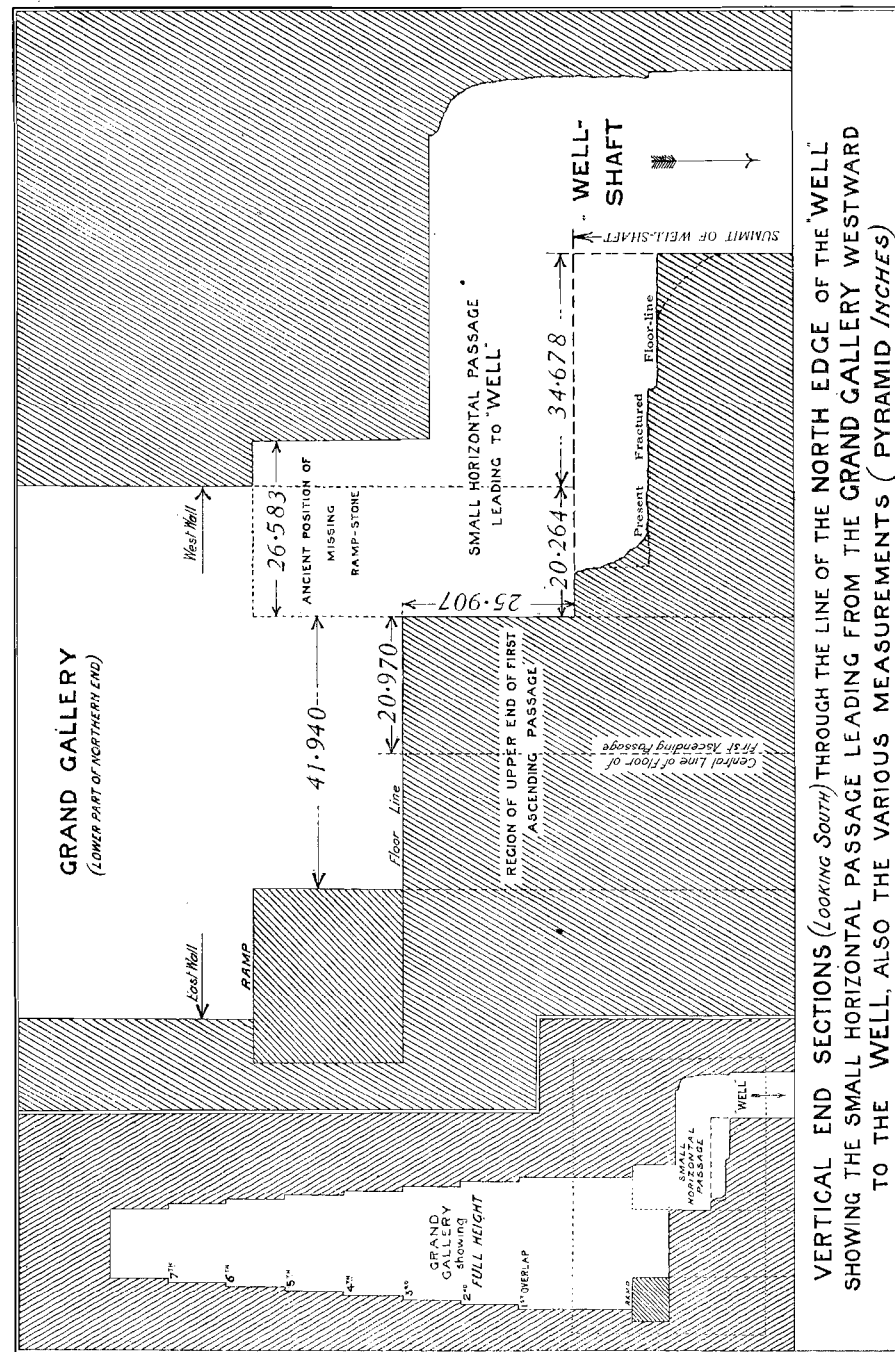 GRAND GALLERY
(LOWER PART OF NORTHERN END)
East Wall
West Wall
RAMP
41·940
26·583
ANCIENT POSITION OF
MISSING
RAMP-STONE
20·970
Floor Line
25·907
SMALL HORIZONTAL PASSAGE
LEADING TO "WELL"
REGION OF UPPER END OF FIRST
ASCENDING PASSAGE
20·264
34·678
"WELL-
SHAFT
SUMMIT OF WELL-SHAFT
Present Fractured Floor-line
Central Line of Floor of
First Ascending Passage
7TH
6TH
5TH
4TH
3RD
2ND
1ST OVERLAP
GRAND
GALLERY
showing
FULL HEIGHT
RAMP
SMALL
HORIZONTAL
PASSAGE
WELL
VERTICAL END SECTIONS (LOOKING SOUTH) THROUGH THE LINE OF THE NORTH EDGE OF THE "WELL"
SHOWING THE SMALL HORIZONTAL PASSAGE LEADING FROM THE GRAND GALLERY WESTWARD
TO THE WELL, ALSO THE VARIOUS MEASUREMENTS (PYRAMID INCHES)